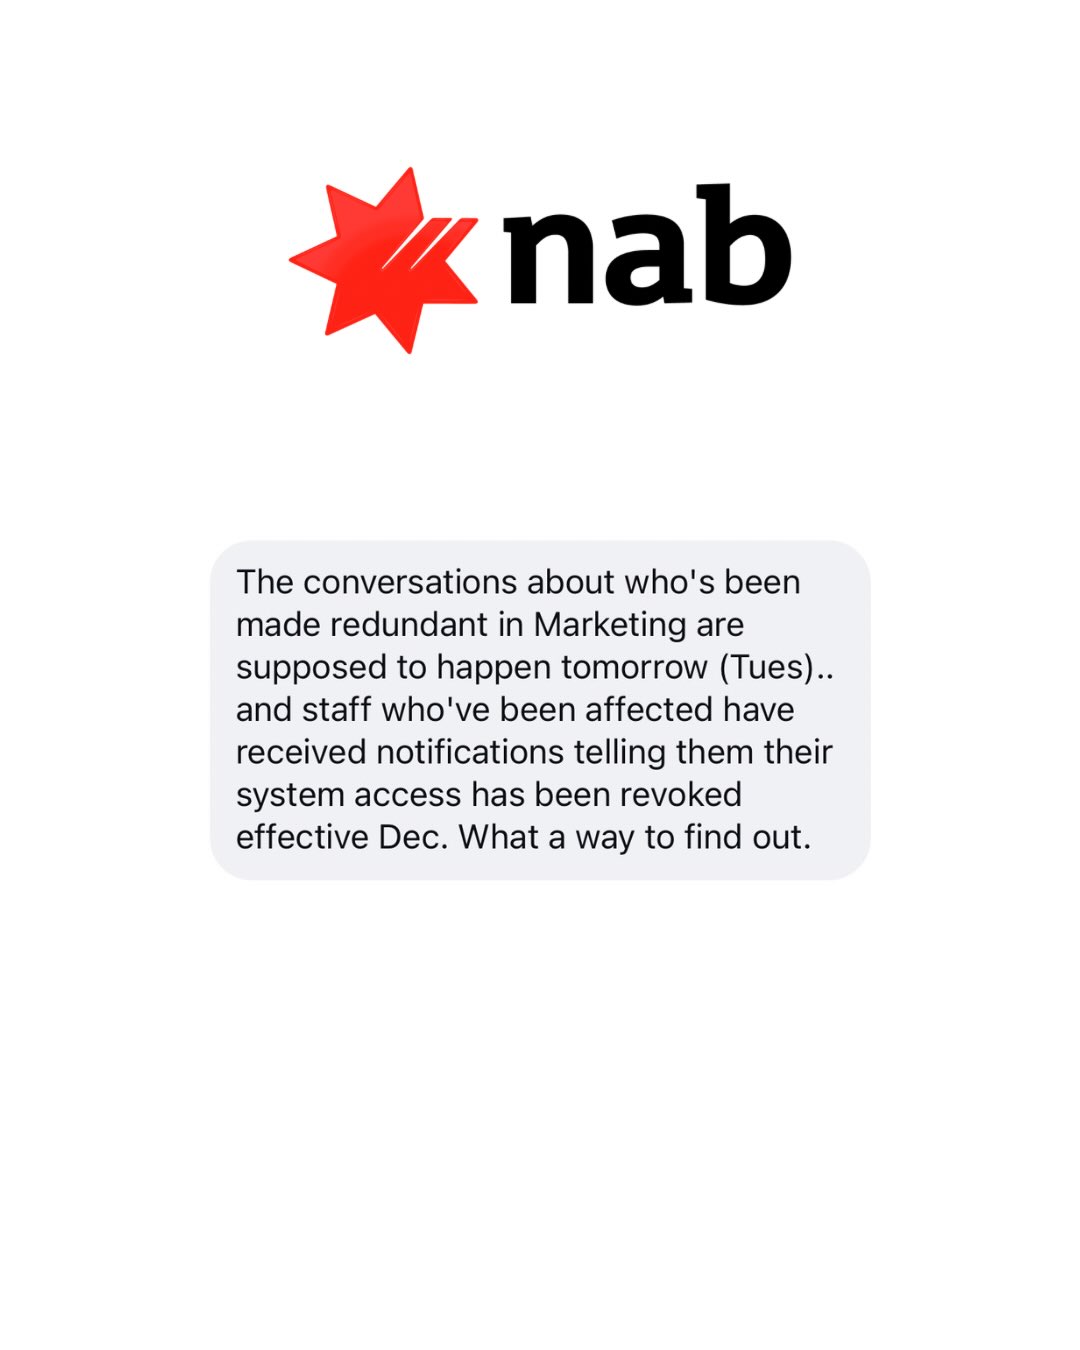 nab
The conversations about who's been
made redundant in Marketing are
supposed to happen tomorrow (Tues)..
and staff who've been affected have
received notifications telling them their
system access has been revoked
effective Dec. What a way to find out.